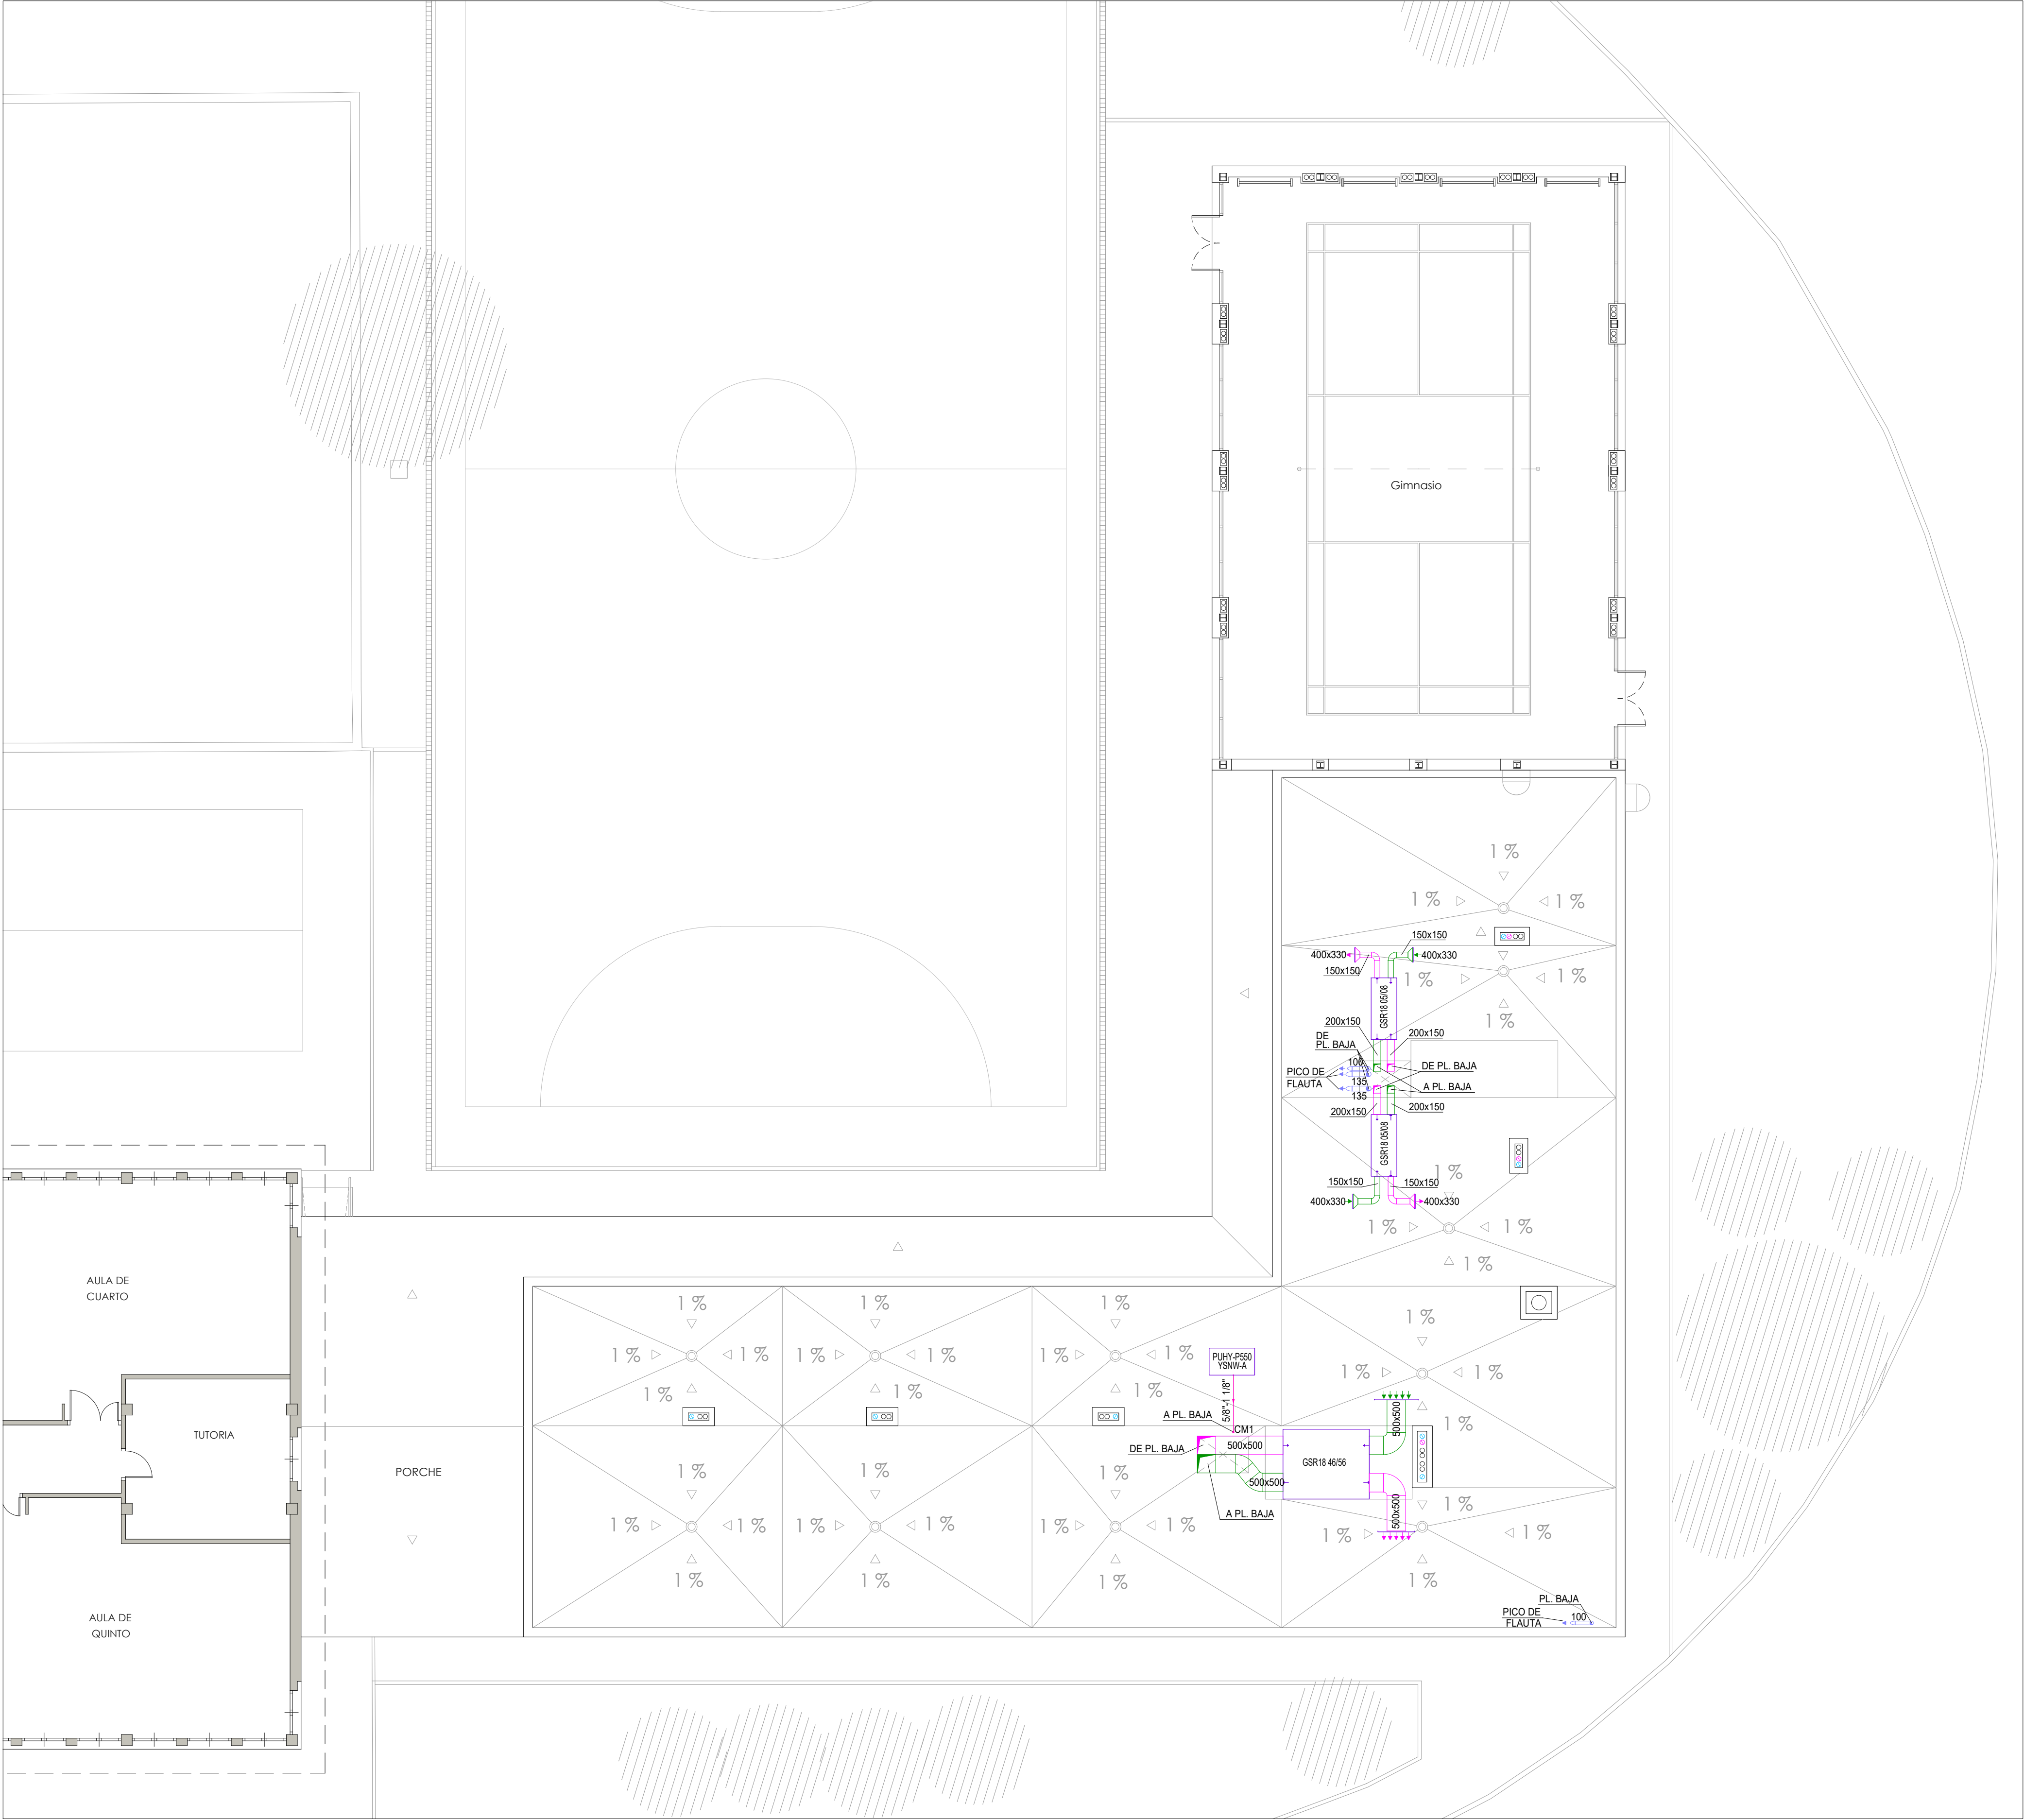 Gimnasio
1 %
1 %
1 %
150x150
400x330
400x330
150x150
1 %
1 %
GSR18 05/08
1 %
200x150
200x150
DE
PL. BAJA
100
DE PL. BAJA
PICO DE
FLAUTA
135
A PL. BAJA
135
200x150
200x150
GSR18 05/08
1 %
150x150
150x150
400x330
400x330
1 %
1 %
1 %
AULA DE
CUARTO
1 %
1 %
1 %
1 %
1 %
1 %
1 %
1 %
1 %
1 %
PUHY-P550
YSNW-A
1 %
1 %
1 %
1 %
1 %
5/8"-1 1/8"
A PL. BAJA
CM1
500x500
1 %
TUTORIA
DE PL. BAJA
500x500
GSR18 46/56
PORCHE
1 %
1 %
1 %
500x500
A PL. BAJA
500x500
1 %
1 %
1 %
1 %
1 %
1 %
1 %
1 %
1 %
1 %
1 %
1 %
1 %
AULA DE
QUINTO
PL. BAJA
PICO DE
FLAUTA
100